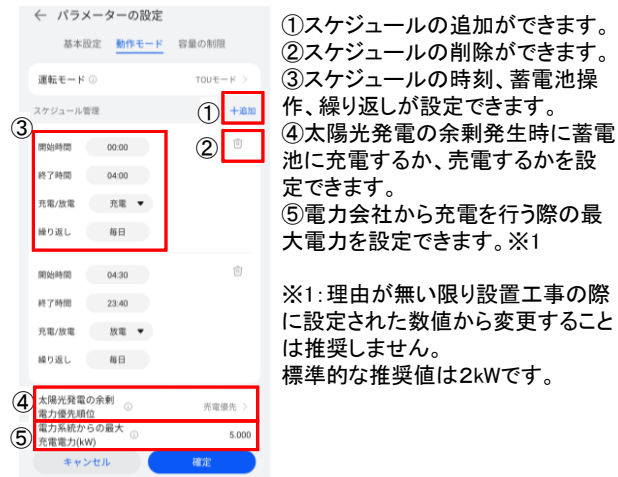 ← パラメーターの設定
基本設定 動作モード 容量の制限
運転モード ⓘ TOUモード >
スケジュール管理 ① +追加
③
開始時間 00:00 ②
終了時間 04:00
充電/放電 充電 ▼
繰り返し 毎日
開始時間 04:30
終了時間 23:40
充電/放電 放電 ▼
繰り返し 毎日
④ 太陽光発電の余剰
電力優先順位 ⓘ 充電優先 >
⑤ 電力系統からの最大
充電電力(kW) ⓘ 5.000
キャンセル 確定
①スケジュールの追加ができます。
②スケジュールの削除ができます。
③スケジュールの時刻、蓄電池操
作、繰り返しが設定できます。
④太陽光発電の余剰発生時に蓄電
池に充電するか、売電するかを設
定できます。
⑤電力会社から充電を行う際の最
大電力を設定できます。※1
※1:理由が無い限り設置工事の際
に設定された数値から変更すること
は推奨しません。
標準的な推奨値は2kWです。